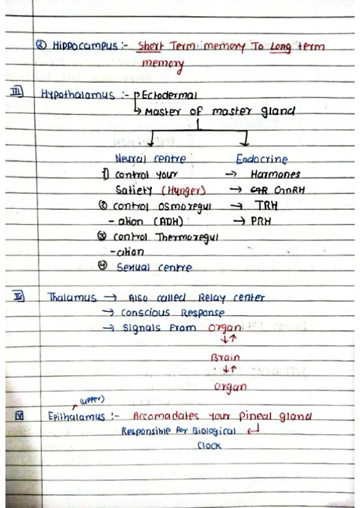 ② Hippocampus :- Short Term memory To Long term
memory
III Hypothalamus :- → Ectodermal
→ Master of master gland
Neural centre Endocrine
1) control your → Harmones
Satiety (Hunger) → GnRH
② control Osmoregul → TRH
- ation (ADH) → PRH
③ control Thermoregul
-ation
④ Sexual centre
IV Thalamus → Also called Relay center
→ Conscious Response
→ Signals From organ
↓↑
Brain
↓↑
organ
(upper)
V Epithalamus :- Accomadates your Pineal gland
Responsible For Biological ↵
Clock